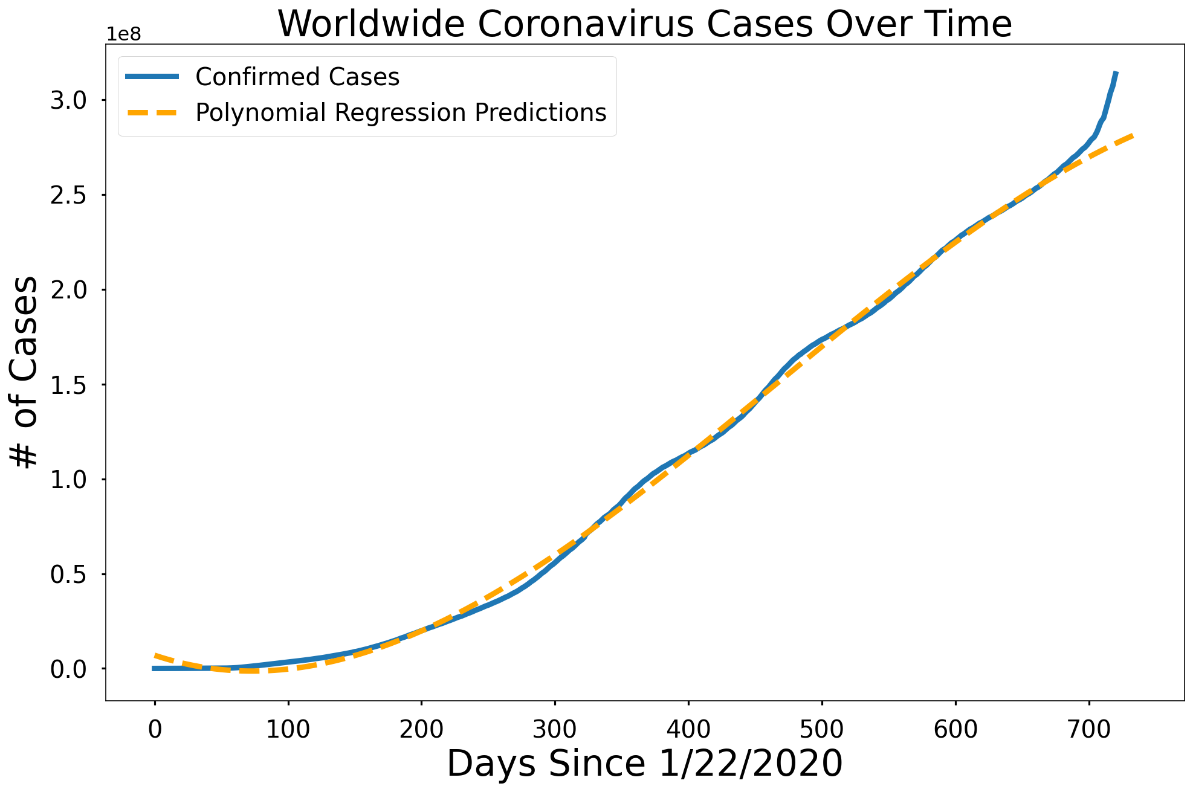 Worldwide Coronavirus Cases Over Time
1e8
Confirmed Cases
Polynomial Regression Predictions
3.0
2.5
2.0
1.5
1.0
0.5
0.0
# of Cases
0 100 200 300 400 500 600 700
Days Since 1/22/2020